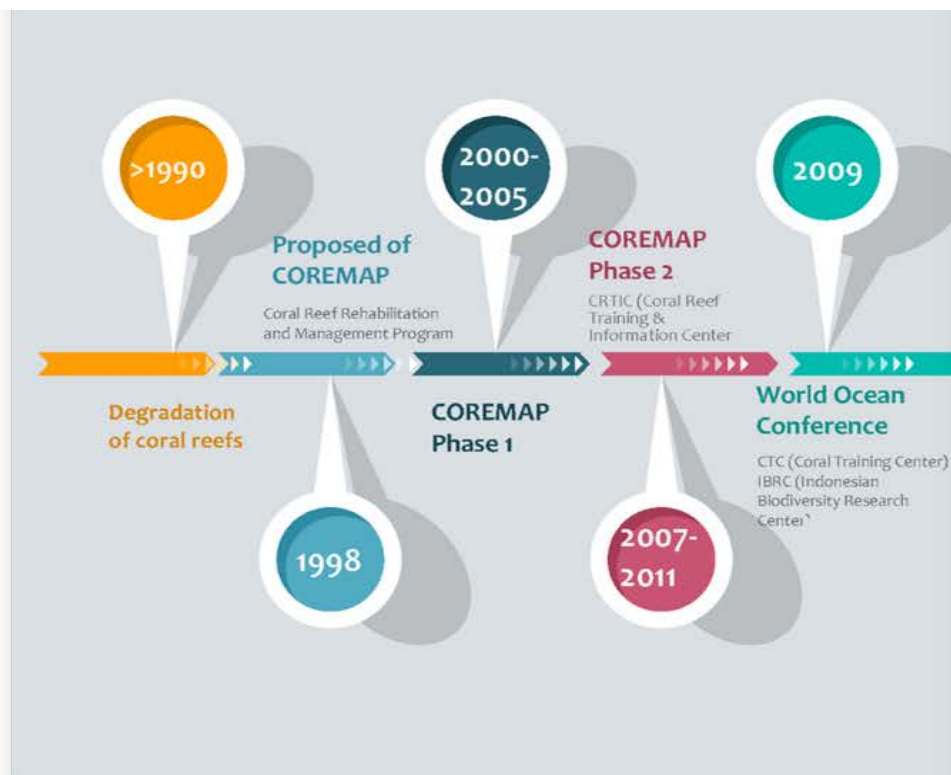 >1990
Degradation
of coral reefs
Proposed of
COREMAP
Coral Reef Rehabilitation
and Management Program
1998
2000-
2005
COREMAP
Phase 1
COREMAP
Phase 2
CRTIC (Coral Reef
Training &
Information Center
2007-
2011
2009
World Ocean
Conference
CTC (Coral Training Center)
IBRC (Indonesian
Biodiversity Research
Center`